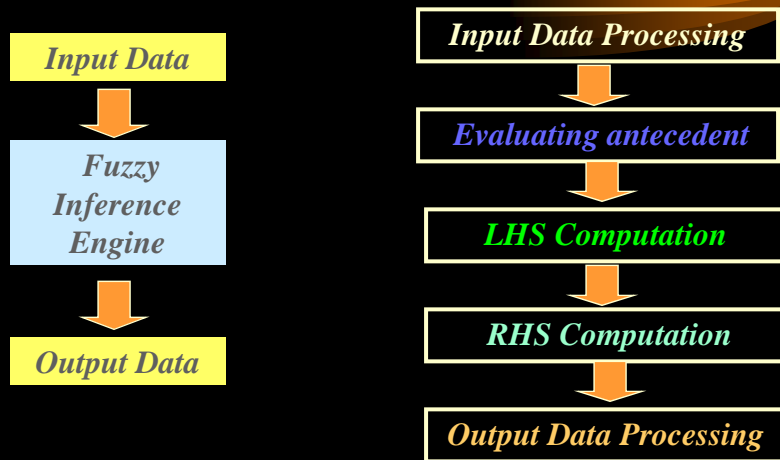 Input Data
Fuzzy
Inference
Engine
Output Data
Input Data Processing
Evaluating antecedent
LHS Computation
RHS Computation
Output Data Processing